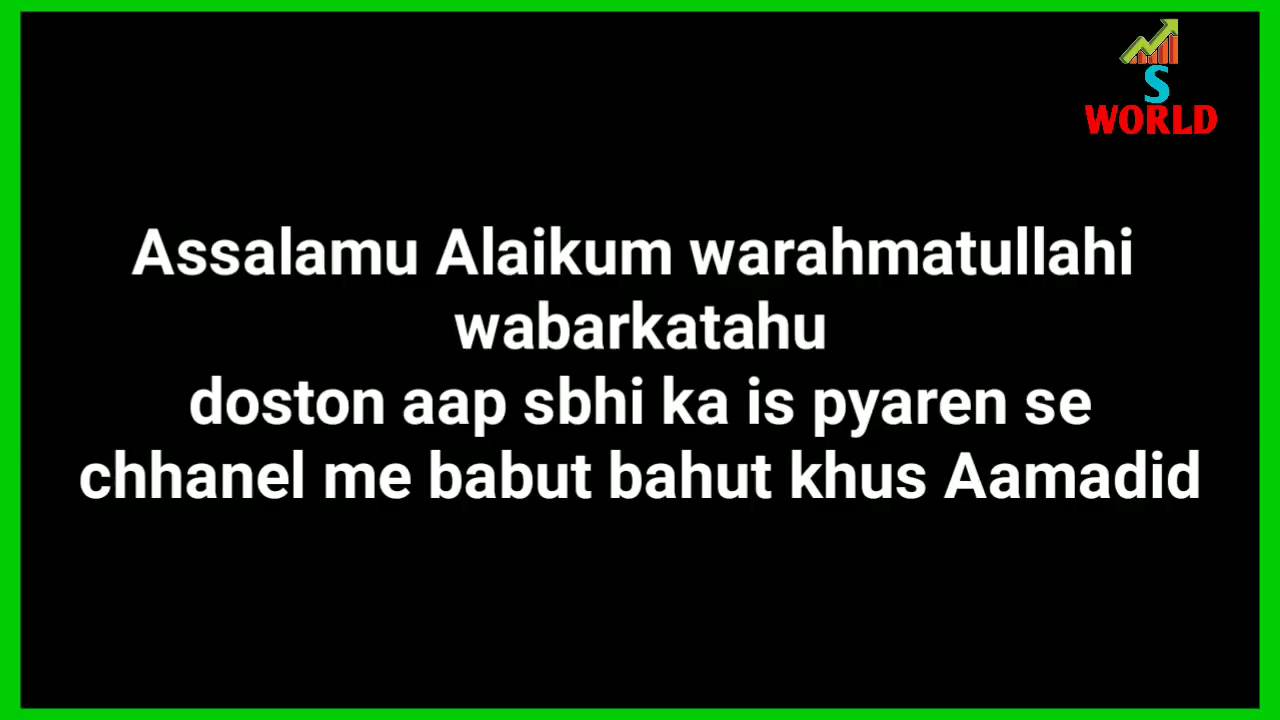 S
WORLD
Assalamu Alaikum warahmatullahi
wabarkatahu
doston aap sbhi ka is pyaren se
chhanel me babut bahut khus Aamadid